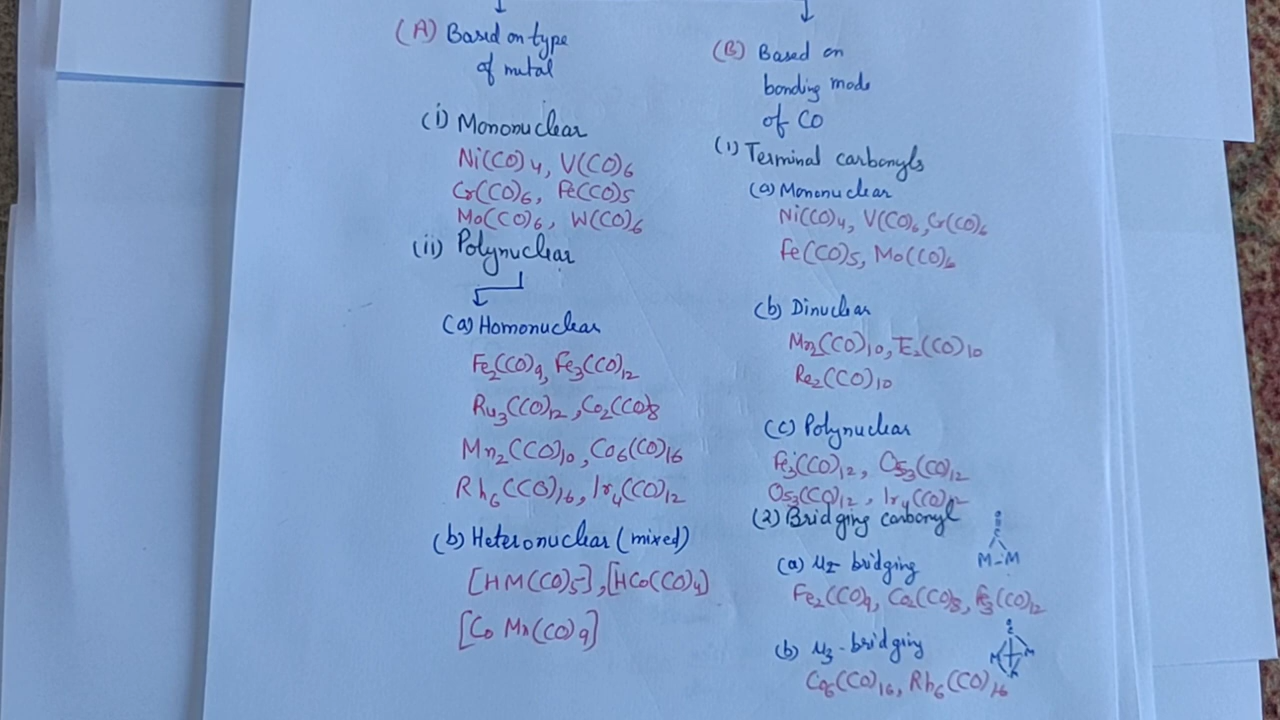 (A) Based on type
of metal
(i) Mononuclear
Ni(CO)4, V(CO)6
Cr(CO)6, Fe(CO)5
Mo(CO)6, W(CO)6
(ii) Polynuclear
(a) Homonuclear
Fe2(CO)9, Fe3(CO)12
Ru3(CO)12, Co2(CO)8
Mn2(CO)10, Co6(CO)16
Rh6(CO)16, Ir4(CO)12
(b) Heteronuclear (mixed)
[HM(CO)5], [HCo(CO)4]
[Co Mn(CO)9]
(B) Based on
bonding mode
of CO
(1) Terminal carbonyls
(a) Mononuclear
Ni(CO)4, V(CO)6, Cr(CO)6
Fe(CO)5, Mo(CO)6
(b) Dinuclear
Mn2(CO)10, E2(CO)10
Re2(CO)10
(c) Polynuclear
Fe3(CO)12, Os3(CO)12
Os3(CO)12, Ir4(CO)12
(2) Bridging carbonyl
O
C
M-M
(a) μ2- bridging
Fe2(CO)9, Co2(CO)8, Fe3(CO)12
(b) μ3-bridging
O
C
M M
M
Co6(CO)16, Rh6(CO)16